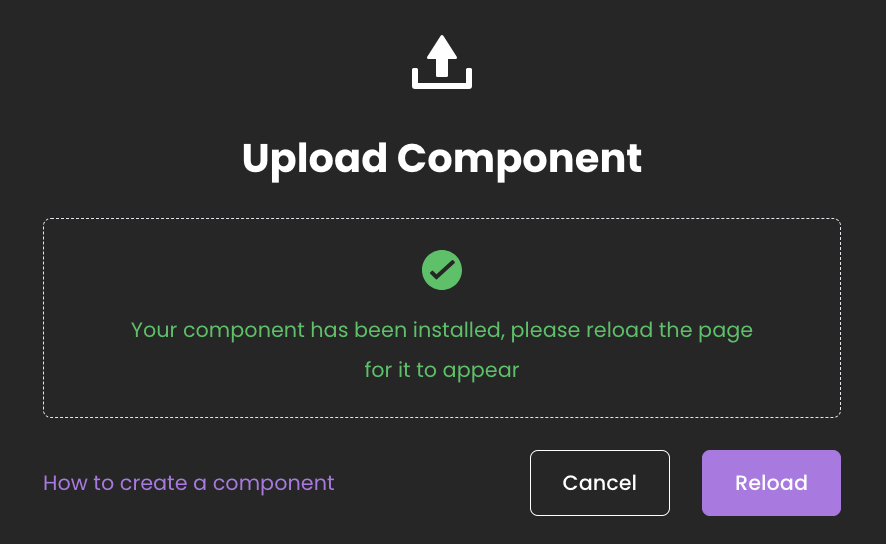 Upload Component
Your component has been installed, please reload the page
for it to appear
How to create a component
Cancel
Reload